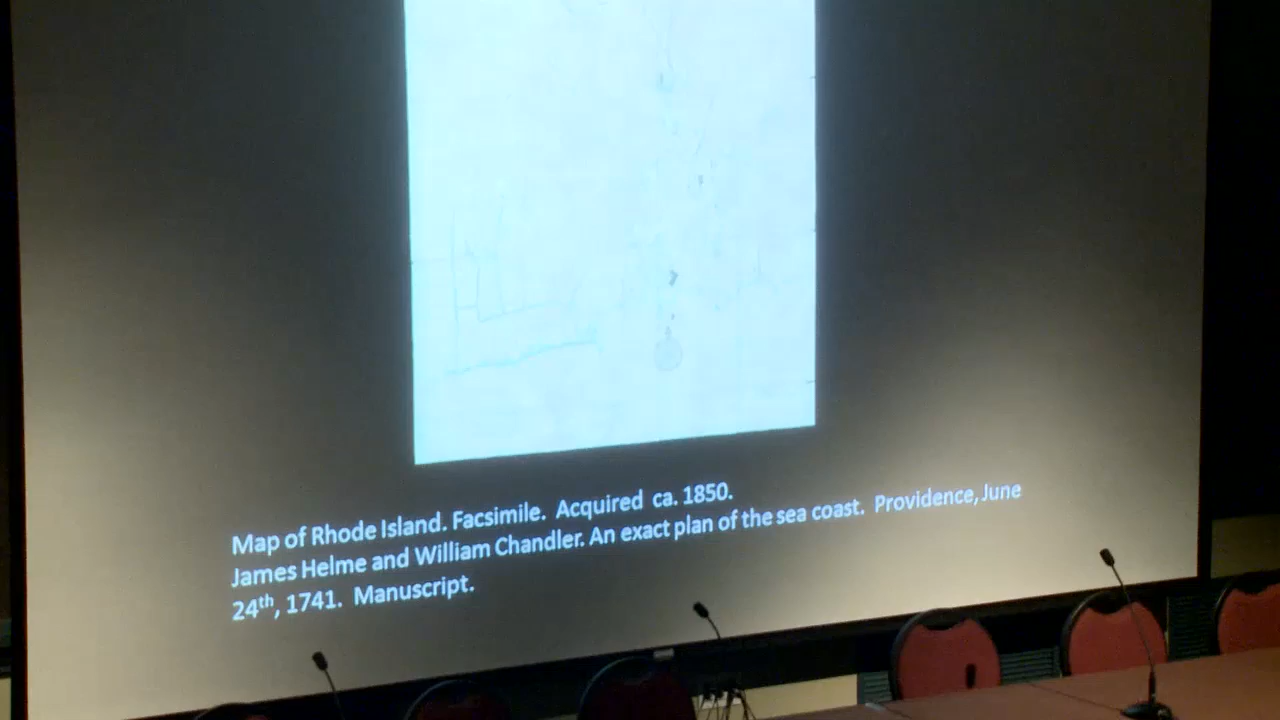 Map of Rhode Island. Facsimile. Acquired ca. 1850.
James Helme and William Chandler. An exact plan of the sea coast. Providence, June
24th, 1741. Manuscript.